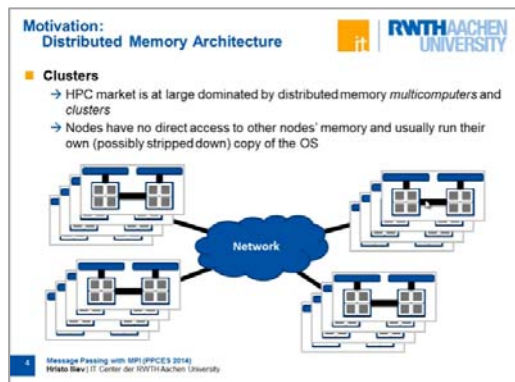 Motivation:
Distributed Memory Architecture
it
RWTHAACHEN
UNIVERSITY
Clusters
→ HPC market is at large dominated by distributed memory multicomputers and
clusters
→ Nodes have no direct access to other nodes' memory and usually run their
own (possibly stripped down) copy of the OS
Network
4
Message Passing with MPI (PPCES 2014)
Hristo Iliev | IT Center der RWTH Aachen University